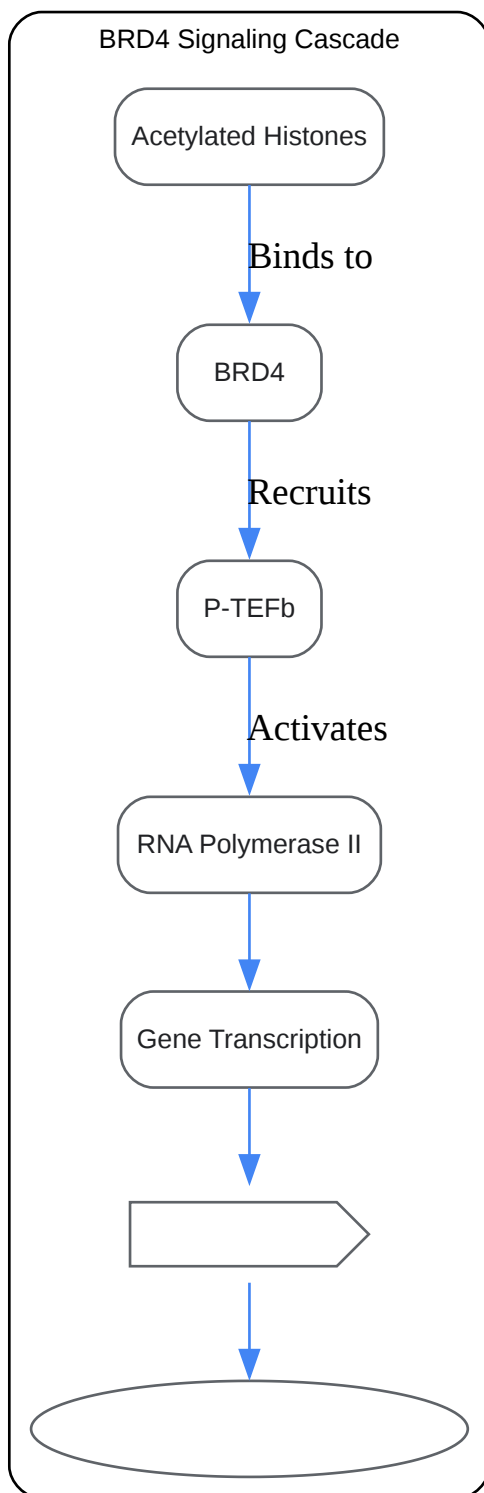 BRD4 Signaling Cascade
Acetylated Histones
Binds to
BRD4
Recruits
P-TEFb
Activates
RNA Polymerase II
Gene Transcription